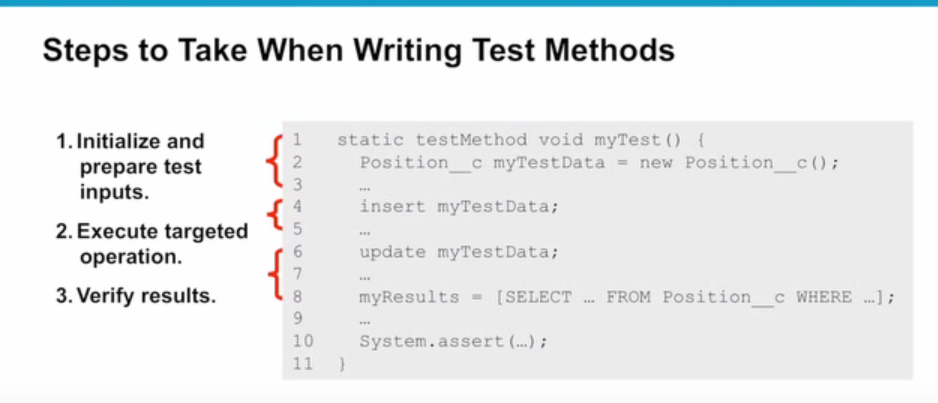 Steps to Take When Writing Test Methods
1. Initialize and
prepare test
inputs.
2. Execute targeted
operation.
3. Verify results.
1 static testMethod void myTest() {
2 Position__c myTestData = new Position__c();
3 …
4 insert myTestData;
5 …
6 update myTestData;
7 …
8 myResults = [SELECT … FROM Position__c WHERE …];
9 …
10 System.assert(…);
11 }